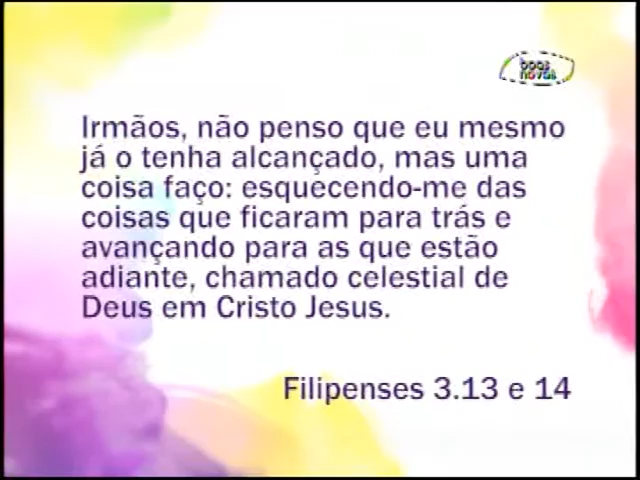 boas
novas
Irmãos, não penso que eu mesmo
já o tenha alcançado, mas uma
coisa faço: esquecendo-me das
coisas que ficaram para trás e
avançando para as que estão
adiante, chamado celestial de
Deus em Cristo Jesus.
Filipenses 3.13 e 14